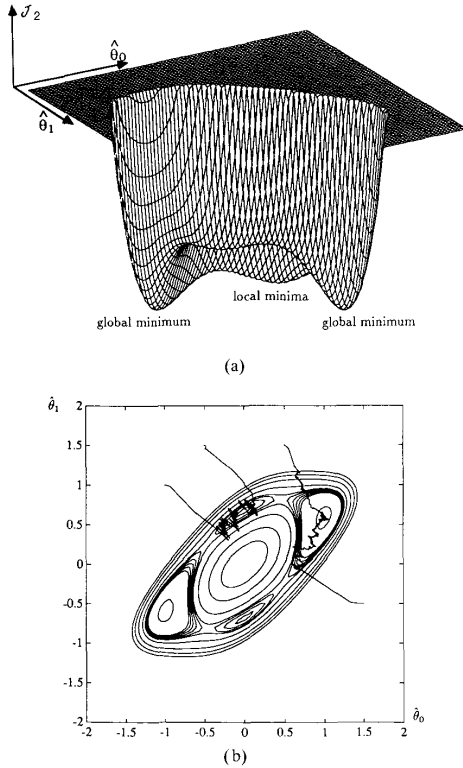 𝒥₂
θ̂₀
θ̂₁
local minima
global minimum global minimum
(a)
θ̂₁ 2
1.5
1
0.5
0
-0.5
-1
-1.5
-2
-2 -1.5 -1 -0.5 0 0.5 1 1.5 2 θ̂₀
(b)